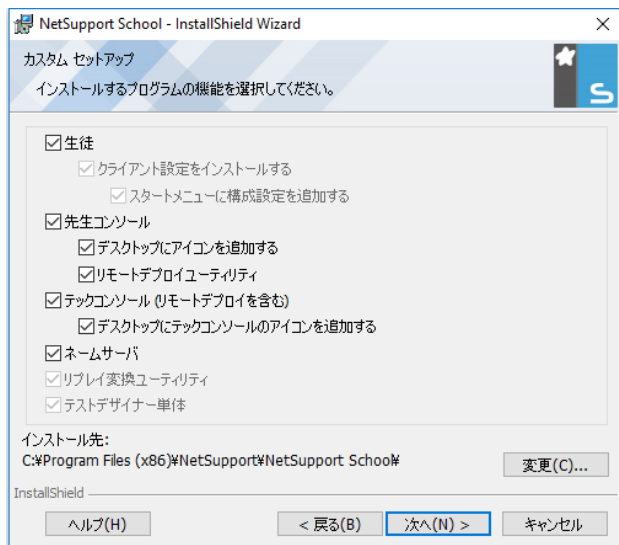 NetSupport School - InstallShield Wizard
カスタム セットアップ
インストールするプログラムの機能を選択してください。
S
生徒
クライアント設定をインストールする
スタートメニューに構成設定を追加する
先生コンソール
デスクトップにアイコンを追加する
リモートデプロイユーティリティ
テックコンソール (リモートデプロイを含む)
デスクトップにテックコンソールのアイコンを追加する
ネームサーバ
リプレイ変換ユーティリティ
テストデザイナー単体
インストール先:
C:¥Program Files (x86)¥NetSupport¥NetSupport School¥
変更(C)...
InstallShield
ヘルプ(H)
< 戻る(B)
次へ(N) >
キャンセル